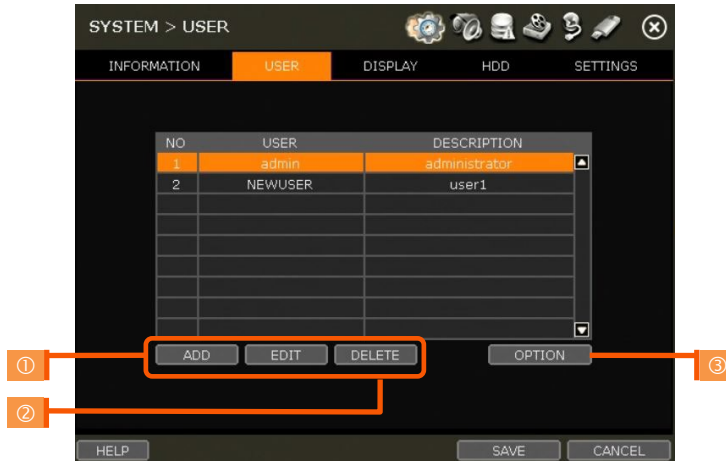 SYSTEM > USER
INFORMATION USER DISPLAY HDD SETTINGS
NO USER DESCRIPTION
1 admin administrator
2 NEWUSER user1
ADD EDIT DELETE OPTION
① ③
②
HELP SAVE CANCEL